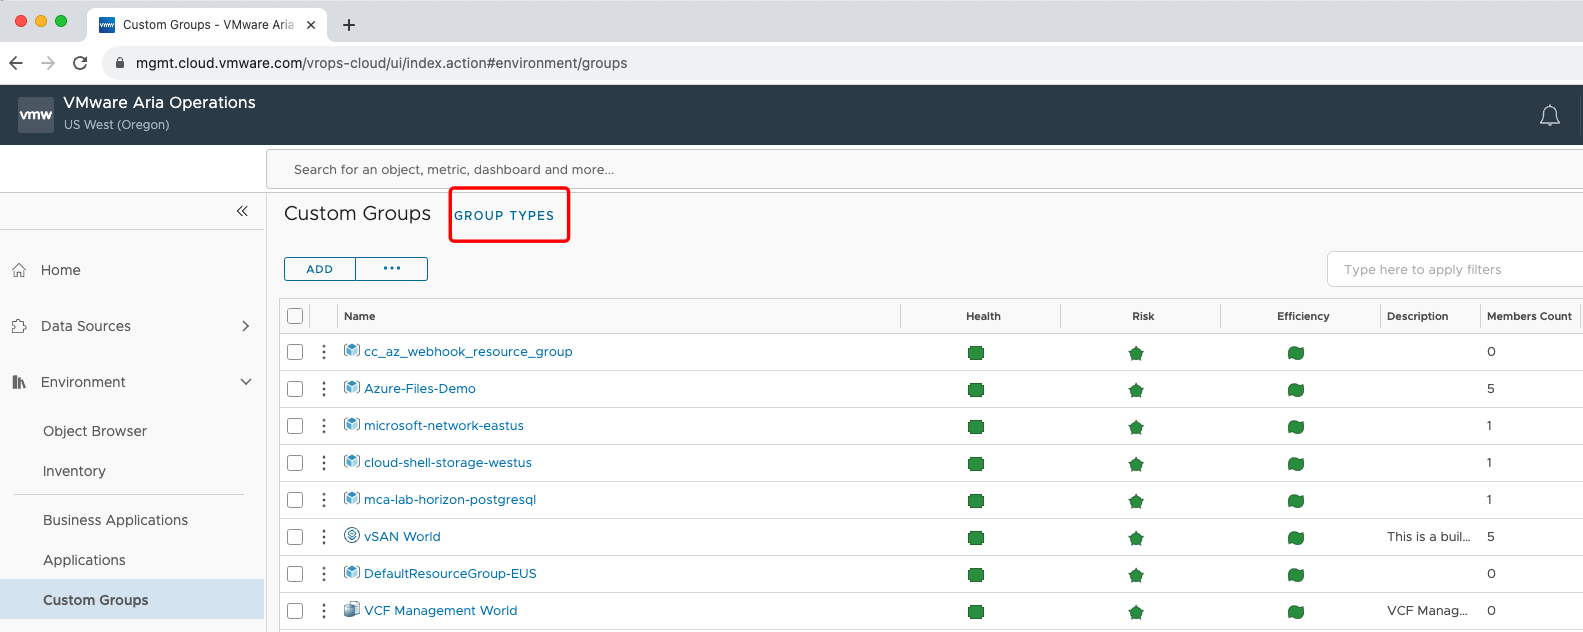 Custom Groups - VMware Aria
mgmt.cloud.vmware.com/vrops-cloud/ui/index.action#environment/groups
vmw
VMware Aria Operations
US West (Oregon)
Search for an object, metric, dashboard and more...
Custom Groups GROUP TYPES
Home
Data Sources
Environment
Object Browser
Inventory
Business Applications
Applications
Custom Groups
ADD ...
Type here to apply filters
Name Health Risk Efficiency Description Members Count
cc_az_webhook_resource_group 0
Azure-Files-Demo 5
microsoft-network-eastus 1
cloud-shell-storage-westus 1
mca-lab-horizon-postgresql 1
vSAN World This is a buil... 5
DefaultResourceGroup-EUS 0
VCF Management World VCF Manag... 0